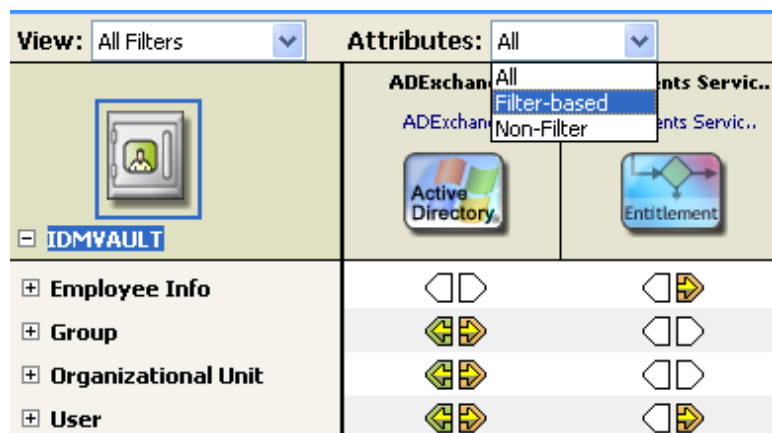 View: All Filters Attributes: All
All
Filter-based
Non-Filter
ADExchan ents Servic..
ADExchan ents Servic..
Active
Directory
Entitlement
IDMVAULT
Employee Info
Group
Organizational Unit
User